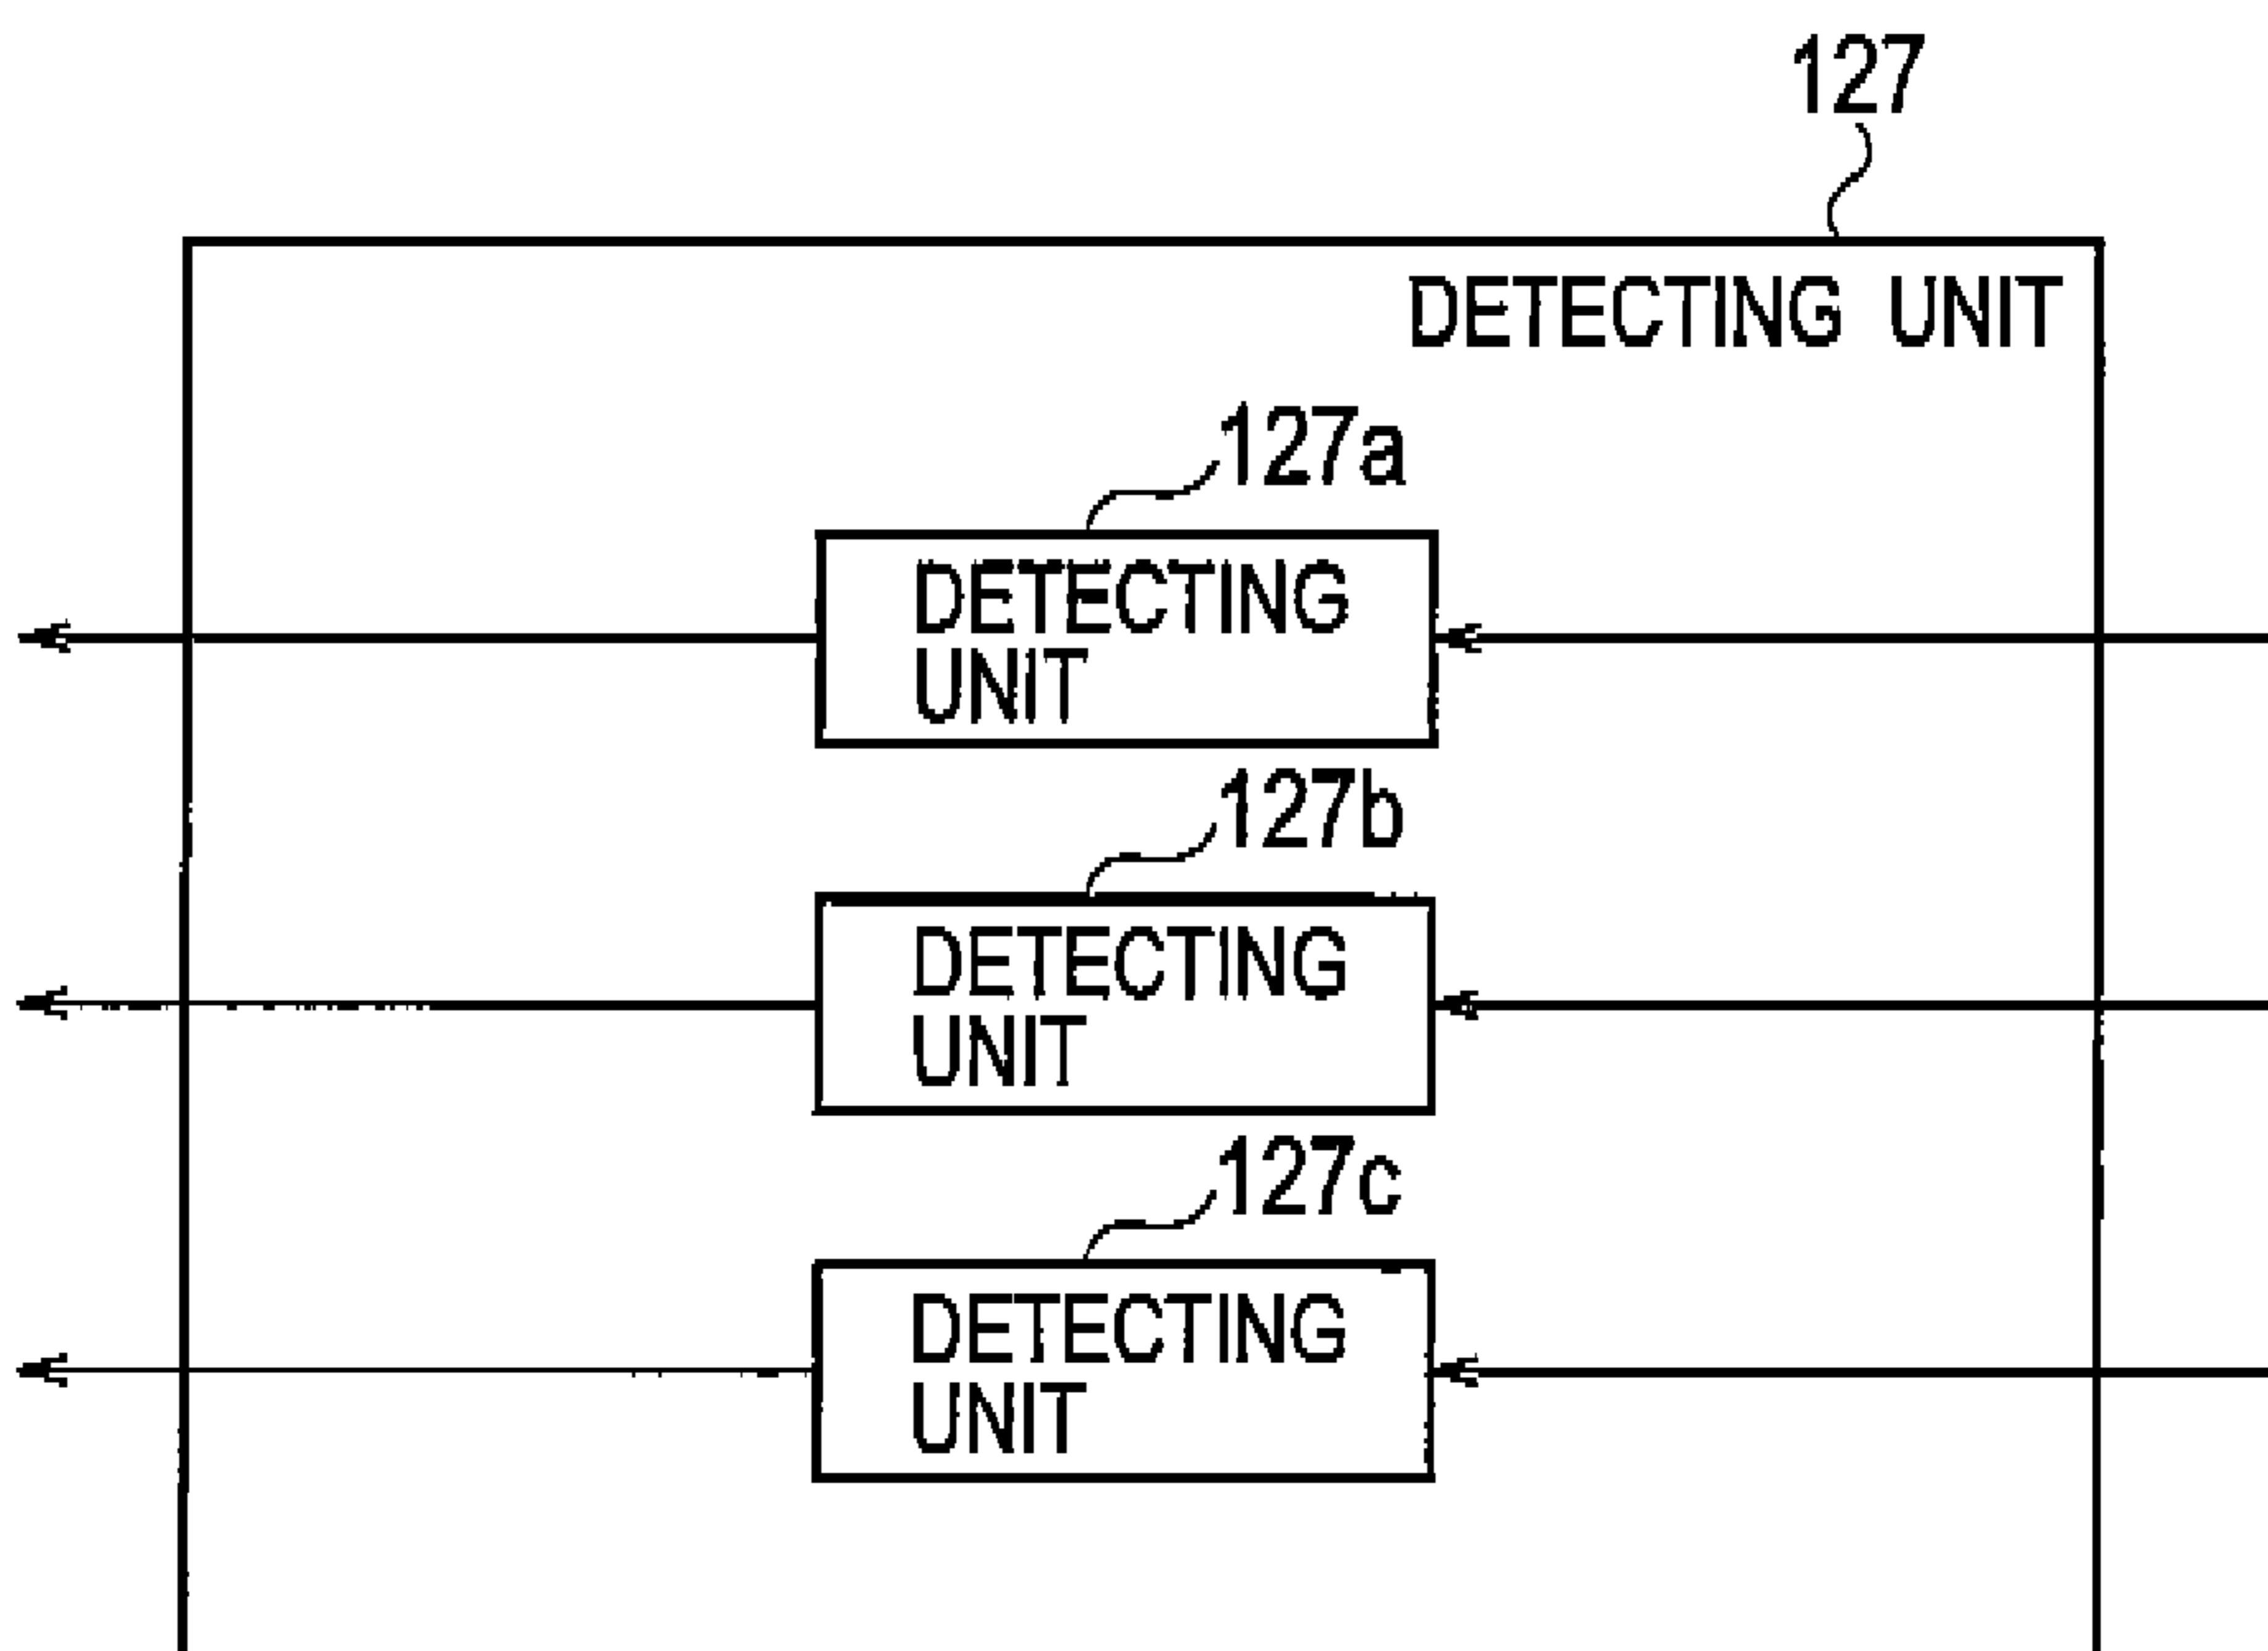 127
DETECTING UNIT
127a
DETECTING
UNIT
127b
DETECTING
UNIT
127c
DETECTING
UNIT